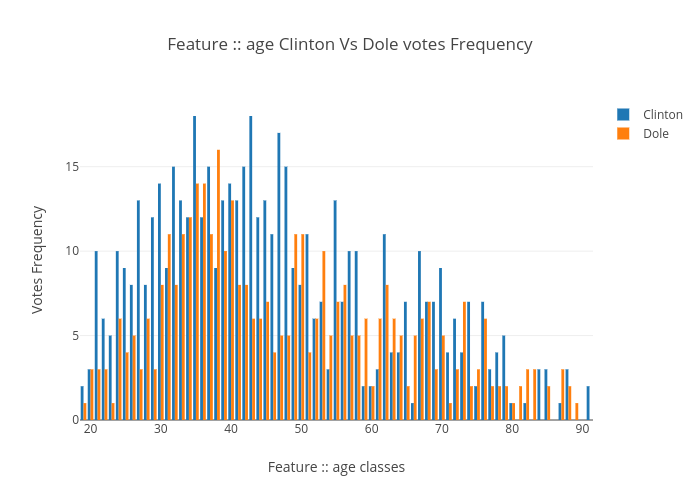 Feature :: age Clinton Vs Dole votes Frequency
Clinton
Dole
15
10
5
0
Votes Frequency
20 30 40 50 60 70 80 90
Feature :: age classes